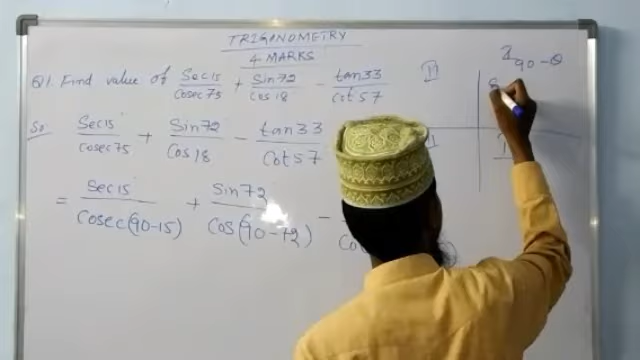 TRIGANOMETRY
4 MARKS
Q1. Find value of Sec15/Cosec75 + Sin72/Cos18 - tan33/Cot57
So Sec15/Cosec75 + Sin72/Cos18 - tan33/Cot57
= Sec15/Cosec(90-15) + Sin72/Cos(90-72) -
90-θ
II
S
I